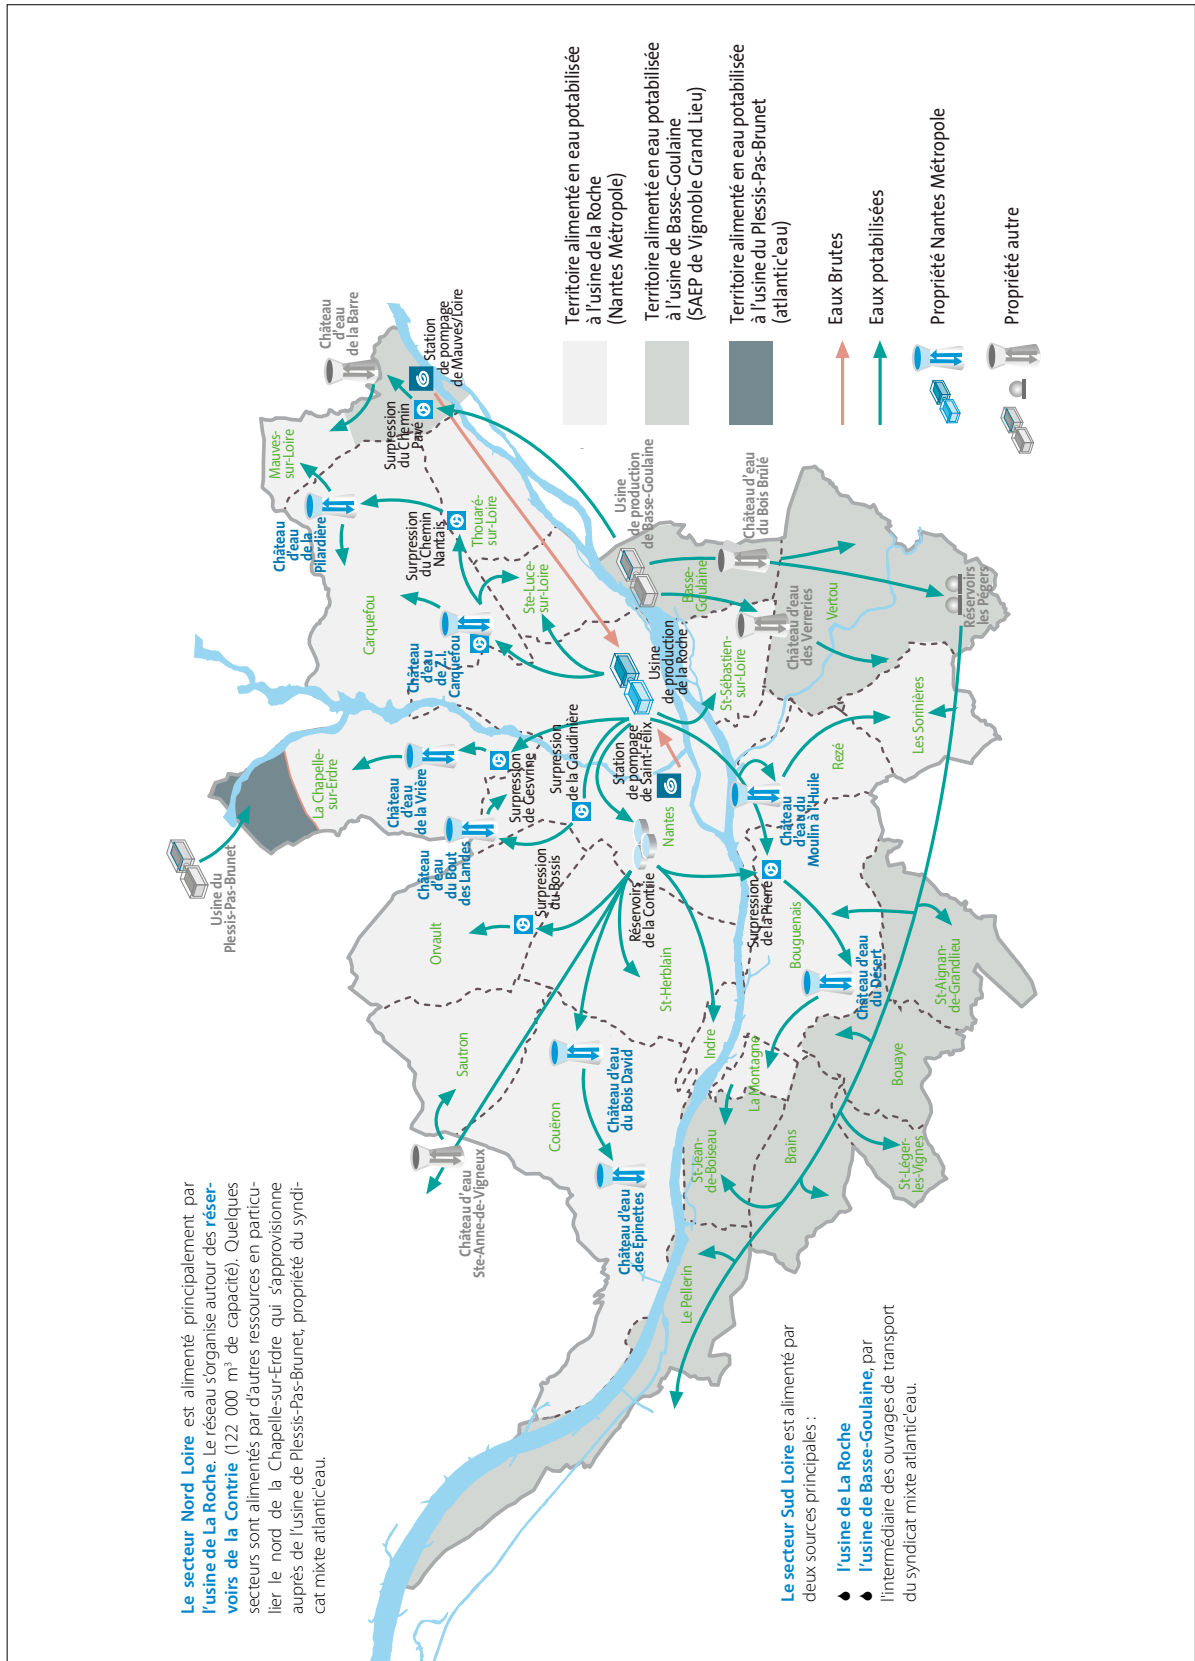 Le secteur Nord Loire est alimenté principalement par
l'usine de La Roche. Le réseau s'organise autour des réser-
voirs de la Contrie (122 000 m³ de capacité). Quelques
secteurs sont alimentés par d'autres ressources en particu-
lier le nord de la Chapelle-sur-Erdre qui s'approvisionne
auprès de l'usine de Plessis-Pas-Brunet, propriété du syndi-
cat mixte atlantic'eau.
Le secteur Sud Loire est alimenté par
deux sources principales :
l'usine de La Roche
l'usine de Basse-Goulaine, par
l'intermédiaire des ouvrages de transport
du syndicat mixte atlantic'eau.
Usine du
Plessis-Pas-Brunet
La Chapelle-
sur-Erdre
Château
d'eau
de la Vrière
Surpression
de Gesvrine
Château
d'eau
du Bout
des Landes
Surpression
de la Gaudinière
Surpression
du Bossis
Orvault
Sautron
Château d'eau
Ste-Anne-de-Vigneux
Couëron
Château d'eau
du Bois David
Château d'eau
des Epinettes
St-Herblain
Réservoirs
de la Contrie
Nantes
Station
de pompage
de Saint-Félix
Usine
de production
de la Roche
Indre
Carquefou
Château
d'eau
de Z.I.
Carquefou
Château
d'eau
de la
Pilardière
Surpression
du Chemin
Nantais
Mauves-
sur-Loire
Château
d'eau
de la Barre
Surpression
du Chemin
Pavé
Station
de pompage
de Mauves/Loire
Thouaré-
sur-Loire
Ste-Luce-
sur-Loire
Usine
de production
de Basse-Goulaine
Basse-
Goulaine
Château d'eau
du Bois Brûlé
Château d'eau
des Verreries
Vertou
Réservoirs
les Pégers
St-Sébastien-
sur-Loire
Rezé
Les Sorinières
Château
d'eau du
Moulin à l'Huile
Surpression
de la Pierre
Bouguenais
Château d'eau
du Désert
St-Aignan-
de-Grandlieu
Bouaye
La Montagne
Brains
St-Léger-
les-Vignes
St-Jean-
de-Boiseau
Le Pellerin
Territoire alimenté en eau potabilisée
à l'usine de la Roche
(Nantes Métropole)
Territoire alimenté en eau potabilisée
à l'usine de Basse-Goulaine
(SAEP de Vignoble Grand Lieu)
Territoire alimenté en eau potabilisée
à l'usine du Plessis-Pas-Brunet
(atlantic'eau)
Eaux Brutes
Eaux potabilisées
Propriété Nantes Métropole
Propriété autre